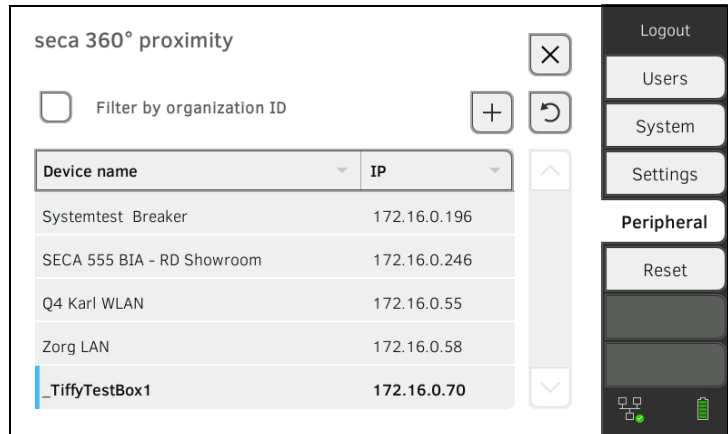 seca 360° proximity
Filter by organization ID
Device name IP
Systemtest Breaker 172.16.0.196
SECA 555 BIA - RD Showroom 172.16.0.246
Q4 Karl WLAN 172.16.0.55
Zorg LAN 172.16.0.58
_TiffyTestBox1 172.16.0.70
Logout
Users
System
Settings
Peripheral
Reset